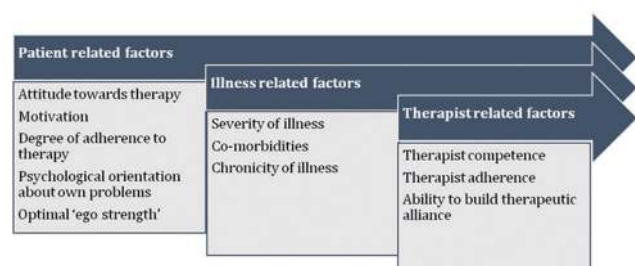 Patient related factors
Attitude towards therapy
Motivation
Degree of adherence to
therapy
Psychological orientation
about own problems
Optimal 'ego strength'
Illness related factors
Severity of illness
Co-morbidities
Chronicity of illness
Therapist related factors
Therapist competence
Therapist adherence
Ability to build therapeutic
alliance